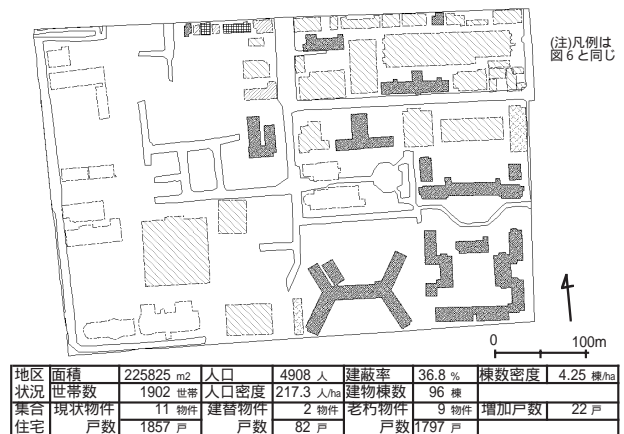 (注)凡例は
図6と同じ
0 100m
地区 面積 225825 m2 人口 4908 人 建蔽率 36.8 % 棟数密度 4.25 棟/ha
状況 世帯数 1902 世帯 人口密度 217.3 人/ha 建物棟数 96 棟
集合 現状物件 11 物件 建替物件 2 物件 老朽物件 9 物件 増加戸数 22 戸
住宅 戸数 1857 戸 戸数 82 戸 戸数 1797 戸